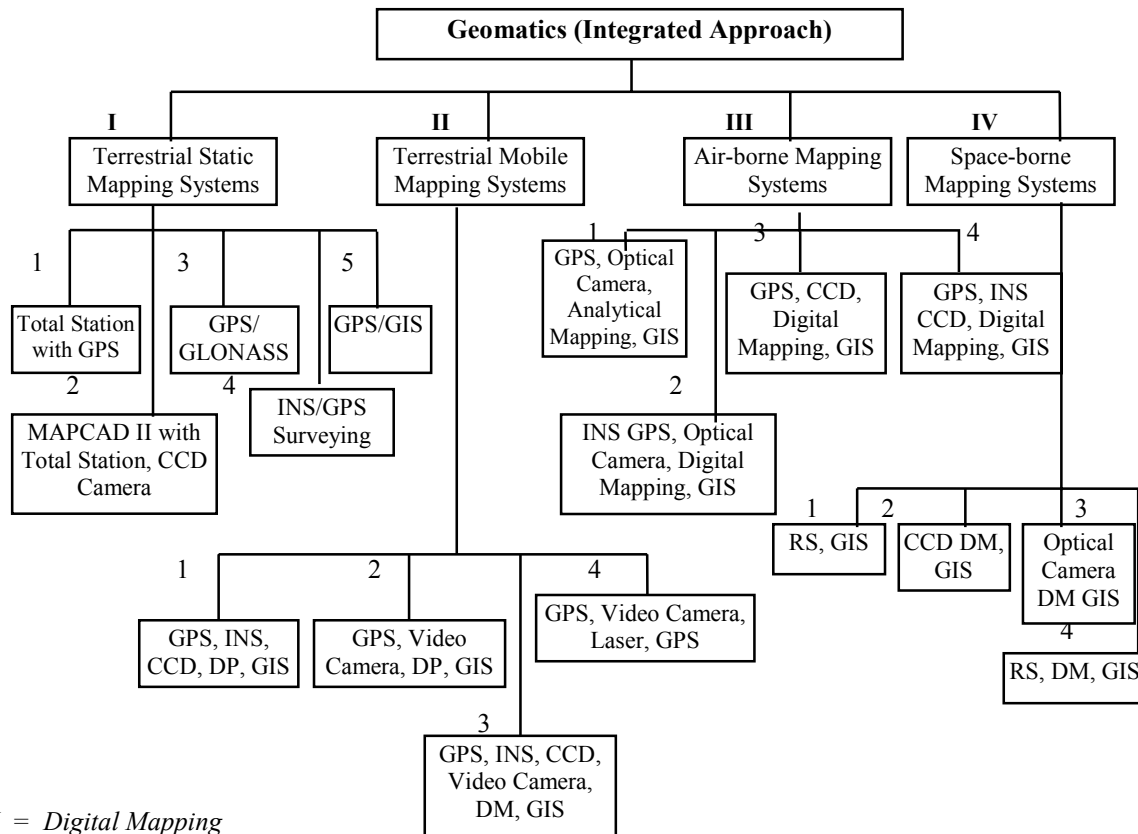 Geomatics (Integrated Approach)
I
Terrestrial Static
Mapping Systems
II
Terrestrial Mobile
Mapping Systems
III
Air-borne Mapping
Systems
IV
Space-borne
Mapping Systems
1
Total Station
with GPS
2
MAPCAD II with
Total Station, CCD
Camera
3
GPS/
GLONASS
4
INS/GPS
Surveying
5
GPS/GIS
1
GPS, INS,
CCD, DP, GIS
2
GPS, Video
Camera, DP, GIS
3
GPS, INS, CCD,
Video Camera,
DM, GIS
4
GPS, Video Camera,
Laser, GPS
1
GPS, Optical
Camera,
Analytical
Mapping, GIS
2
INS GPS, Optical
Camera, Digital
Mapping, GIS
3
GPS, CCD,
Digital
Mapping, GIS
4
GPS, INS
CCD, Digital
Mapping, GIS
1
RS, GIS
2
CCD DM,
GIS
3
Optical
Camera
DM GIS
4
RS, DM, GIS
= Digital Mapping